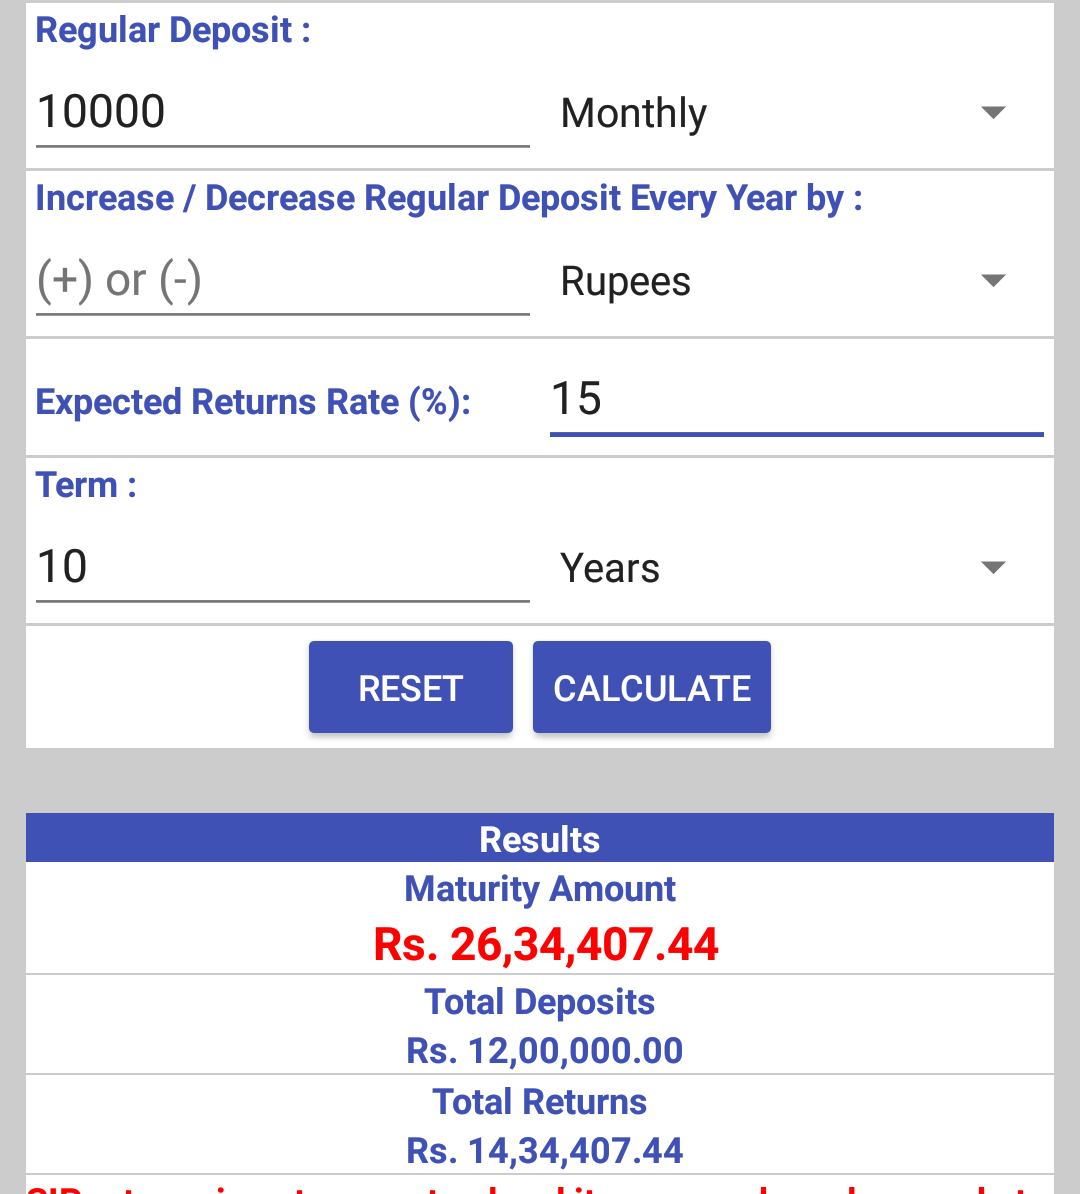 Regular Deposit :
10000 Monthly
Increase / Decrease Regular Deposit Every Year by :
(+) or (-) Rupees
Expected Returns Rate (%): 15
Term :
10 Years
RESET CALCULATE
Results
Maturity Amount
Rs. 26,34,407.44
Total Deposits
Rs. 12,00,000.00
Total Returns
Rs. 14,34,407.44